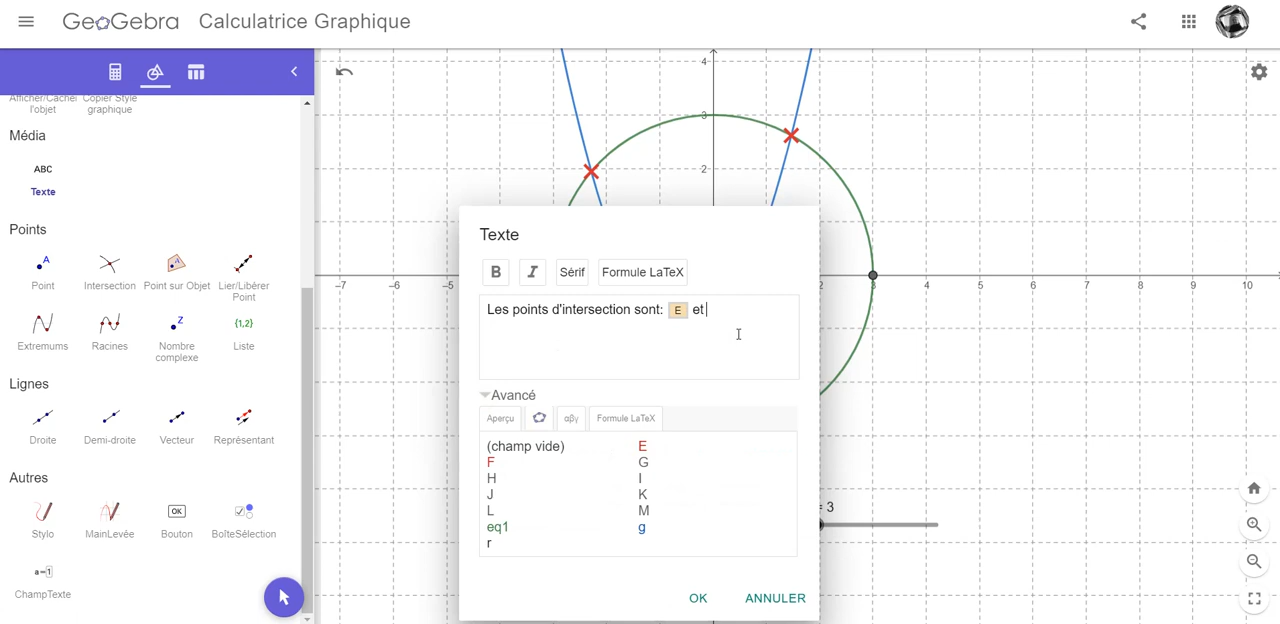 GeoGebra Calculatrice Graphique
Afficher/Cacher l'objet
Copier Style graphique
Média
ABC
Texte
Points
A
Point
Intersection
Point sur Objet
Lier/Libérer Point
Extremums
Racines
Z
Nombre complexe
{1,2}
Liste
Lignes
Droite
Demi-droite
Vecteur
Représentant
Autres
Stylo
MainLevée
OK
Bouton
BoîteSélection
a=1
ChampTexte
4
3
2
-7
-6
-5
2
3
4
5
6
7
8
9
10
= 3
Texte
B I Sérif Formule LaTeX
Les points d'intersection sont: E et
Avancé
Aperçu αβγ Formule LaTeX
(champ vide) E
F G
H I
J K
L M
eq1 g
r
OK ANNULER